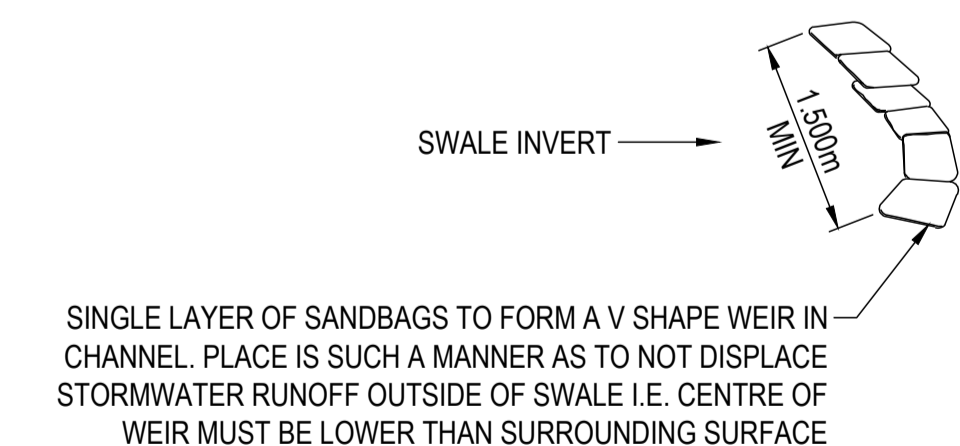 SWALE INVERT
1.500m
MIN
SINGLE LAYER OF SANDBAGS TO FORM A V SHAPE WEIR IN
CHANNEL. PLACE IS SUCH A MANNER AS TO NOT DISPLACE
STORMWATER RUNOFF OUTSIDE OF SWALE I.E. CENTRE OF
WEIR MUST BE LOWER THAN SURROUNDING SURFACE